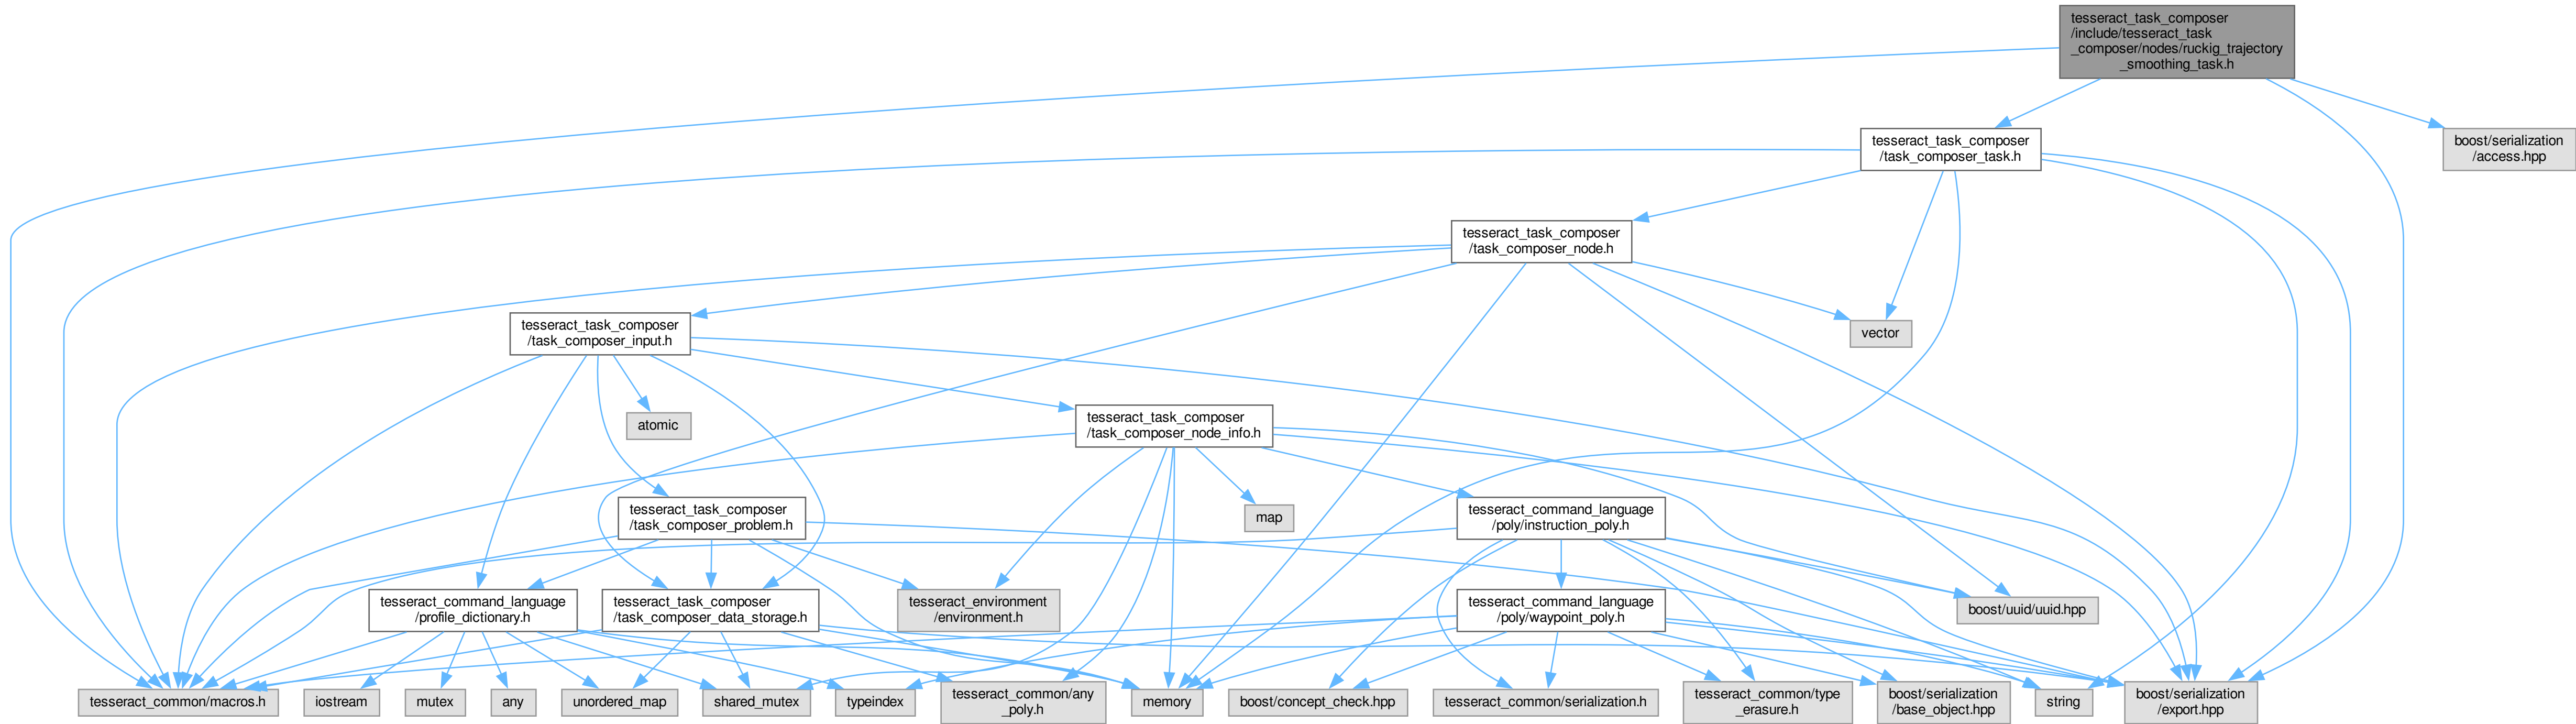 tesseract_task_composer
/include/tesseract_task
_composer/nodes/ruckig_trajectory
_smoothing_task.h
tesseract_task_composer
/task_composer_task.h
boost/serialization
/access.hpp
tesseract_task_composer
/task_composer_node.h
tesseract_task_composer
/task_composer_input.h
vector
atomic
tesseract_task_composer
/task_composer_node_info.h
tesseract_task_composer
/task_composer_problem.h
map
tesseract_command_language
/poly/instruction_poly.h
tesseract_command_language
/profile_dictionary.h
tesseract_task_composer
/task_composer_data_storage.h
tesseract_environment
/environment.h
tesseract_command_language
/poly/waypoint_poly.h
boost/uuid/uuid.hpp
tesseract_common/macros.h
iostream
mutex
any
unordered_map
shared_mutex
typeindex
tesseract_common/any
_poly.h
memory
boost/concept_check.hpp
tesseract_common/serialization.h
tesseract_common/type
_erasure.h
boost/serialization
/base_object.hpp
string
boost/serialization
/export.hpp